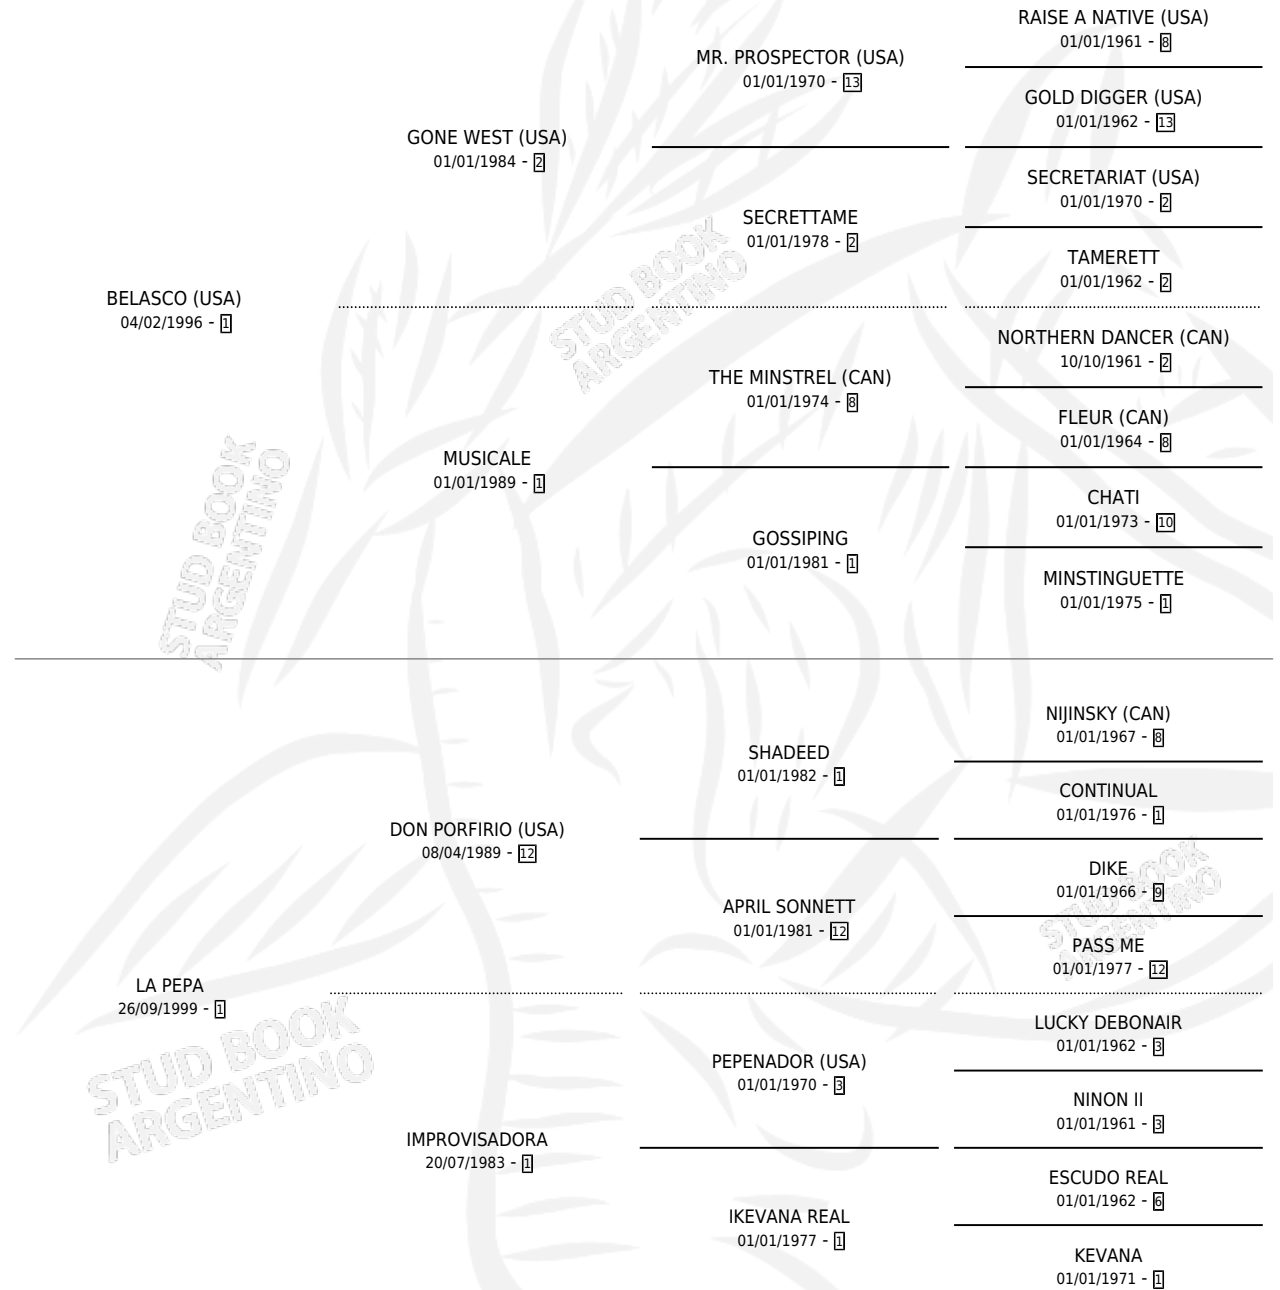 RAISE A NATIVE (USA)
01/01/1961 - 8
MR. PROSPECTOR (USA)
01/01/1970 - 13
GOLD DIGGER (USA)
01/01/1962 - 13
GONE WEST (USA)
01/01/1984 - 2
SECRETARIAT (USA)
01/01/1970 - 2
SECRETTAME
01/01/1978 - 2
TAMERETT
01/01/1962 - 2
BELASCO (USA)
04/02/1996 - 1
STUD BOOK
ARGENTINO
NORTHERN DANCER (CAN)
10/10/1961 - 2
THE MINSTREL (CAN)
01/01/1974 - 8
FLEUR (CAN)
01/01/1964 - 8
MUSICALE
01/01/1989 - 1
CHATI
01/01/1973 - 10
GOSSIPING
01/01/1981 - 1
MINSTINGUETTE
01/01/1975 - 1
STUD BOOK
ARGENTINO
NIJINSKY (CAN)
01/01/1967 - 8
SHADEED
01/01/1982 - 1
CONTINUAL
01/01/1976 - 1
DON PORFIRIO (USA)
08/04/1989 - 12
DIKE
01/01/1966 - 9
APRIL SONNETT
01/01/1981 - 12
PASS ME
01/01/1977 - 12
STUD BOOK
ARGENTINO
LA PEPA
26/09/1999 - 1
STUD BOOK
ARGENTINO
LUCKY DEBONAIR
01/01/1962 - 3
PEPENADOR (USA)
01/01/1970 - 3
NINON II
01/01/1961 - 3
IMPROVISADORA
20/07/1983 - 1
ESCUDO REAL
01/01/1962 - 6
IKEVANA REAL
01/01/1977 - 1
KEVANA
01/01/1971 - 1